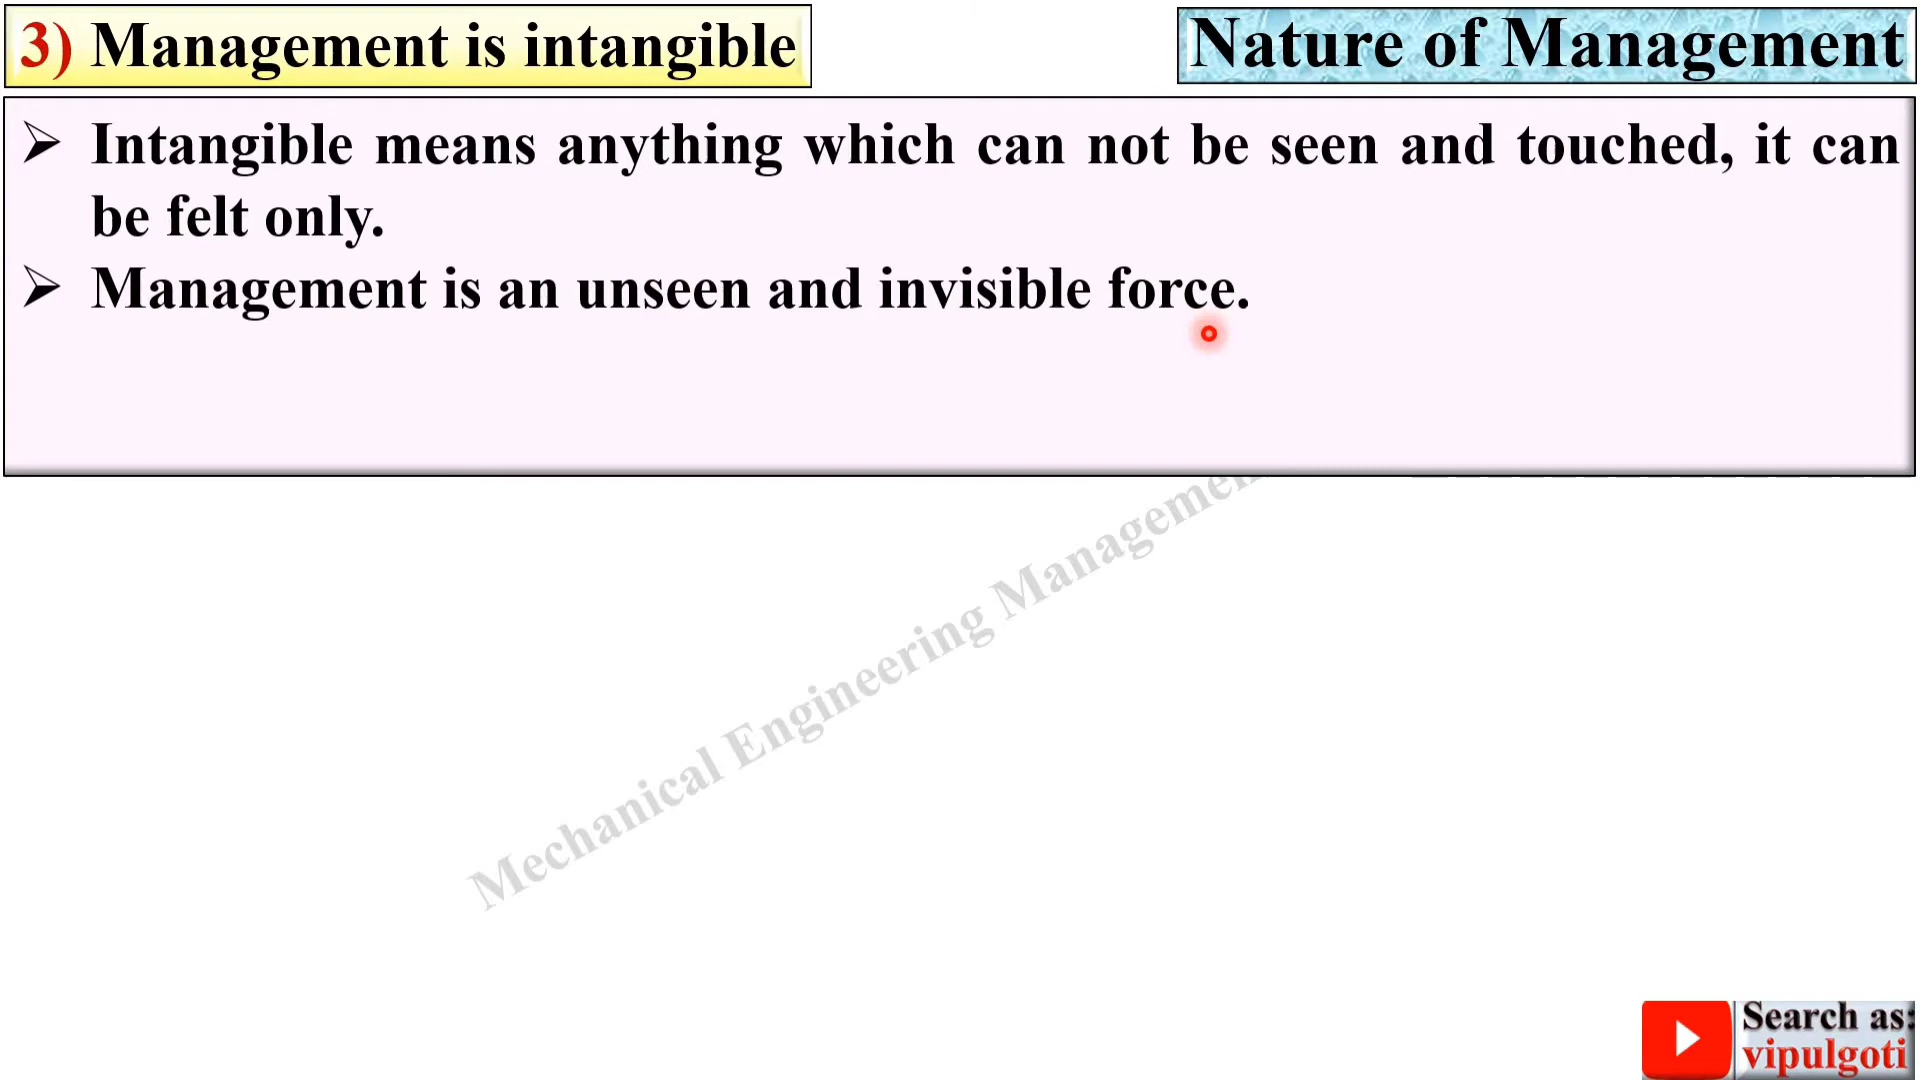 3) Management is intangible
Nature of Management
➢ Intangible means anything which can not be seen and touched, it can
be felt only.
➢ Management is an unseen and invisible force.
Mechanical Engineering Management
Search as:
vipulgoti